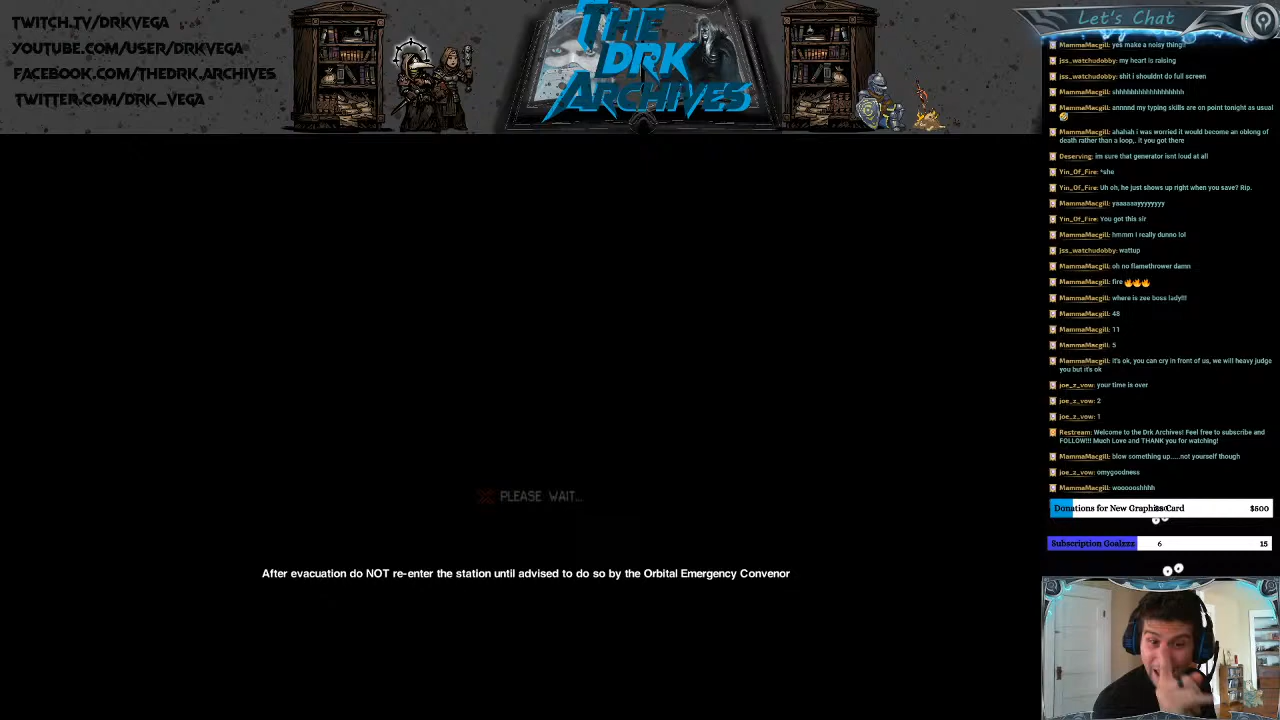 TWITCH.TV/DRKVEGA
YOUTUBE.COM/USER/DRKVEGA
FACEBOOK.COM/THEDRK.ARCHIVES
TWITTER.COM/DRK_VEGA
THE
DRK
ARCHIVES
Let's Chat
MammaMacgill: yes make a noisy thing!!
jss_watchudobby: my heart is raising
jss_watchudobby: shit i shouldnt do full screen
MammaMacgill: shhhhhhhhhhhhhhhhhh
MammaMacgill: annnnd my typing skills are on point tonight as usual
🤣
MammaMacgill: ahahah i was worried it would become an oblong of
death rather than a loop,. it you got there
Deserving: im sure that generator isnt loud at all
Yin_Of_Fire: *she
Yin_Of_Fire: Uh oh, he just shows up right when you save? Rip.
MammaMacgill: yaaassayyyyyyyy
Yin_Of_Fire: You got this sir
MammaMacgill: hmmm I really dunno lol
jss_watchudobby: wattup
MammaMacgill: oh no flamethrower damn
MammaMacgill: fire 🔥🔥🔥
MammaMacgill: where is zee boss lady!!!
MammaMacgill: 48
MammaMacgill: 11
MammaMacgill: 5
MammaMacgill: it's ok, you can cry in front of us, we will heavy judge
you but it's ok
joe_z_vow: your time is over
joe_z_vow: 2
joe_z_vow: 1
Restream: Welcome to the Drk Archives! Feel free to subscribe and
FOLLOW!!! Much Love and THANK you for watching!
MammaMacgill: blow something up......not yourself though
joe_z_vow: omygoodness
MammaMacgill: woooooshhhh
Donations for New Graphics Card $500
Subscription Goalzzz 6 15
PLEASE WAIT...
After evacuation do NOT re-enter the station until advised to do so by the Orbital Emergency Convenor